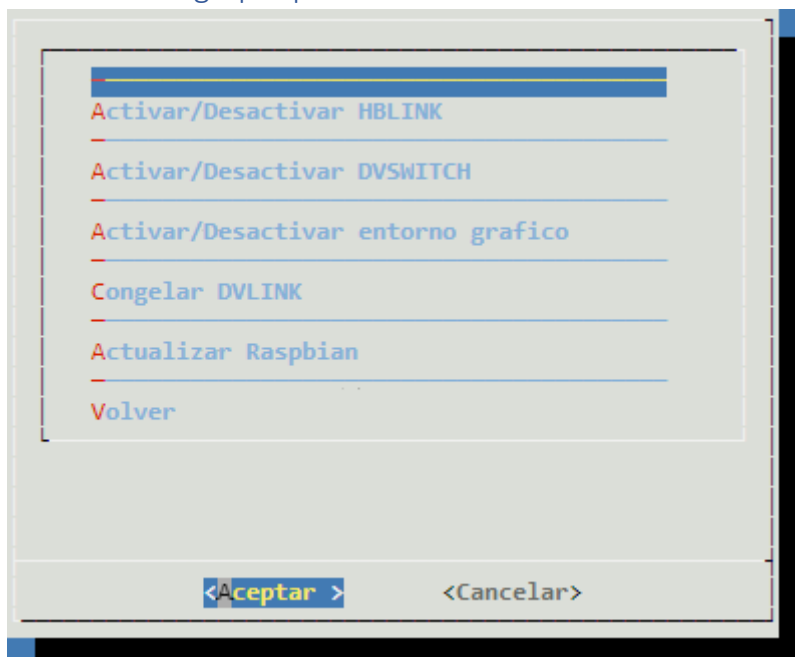 Activar/Desactivar HBLINK
Activar/Desactivar DVSWITCH
Activar/Desactivar entorno grafico
Congelar DVLINK
Actualizar Raspbian
Volver
<Aceptar > <Cancelar>